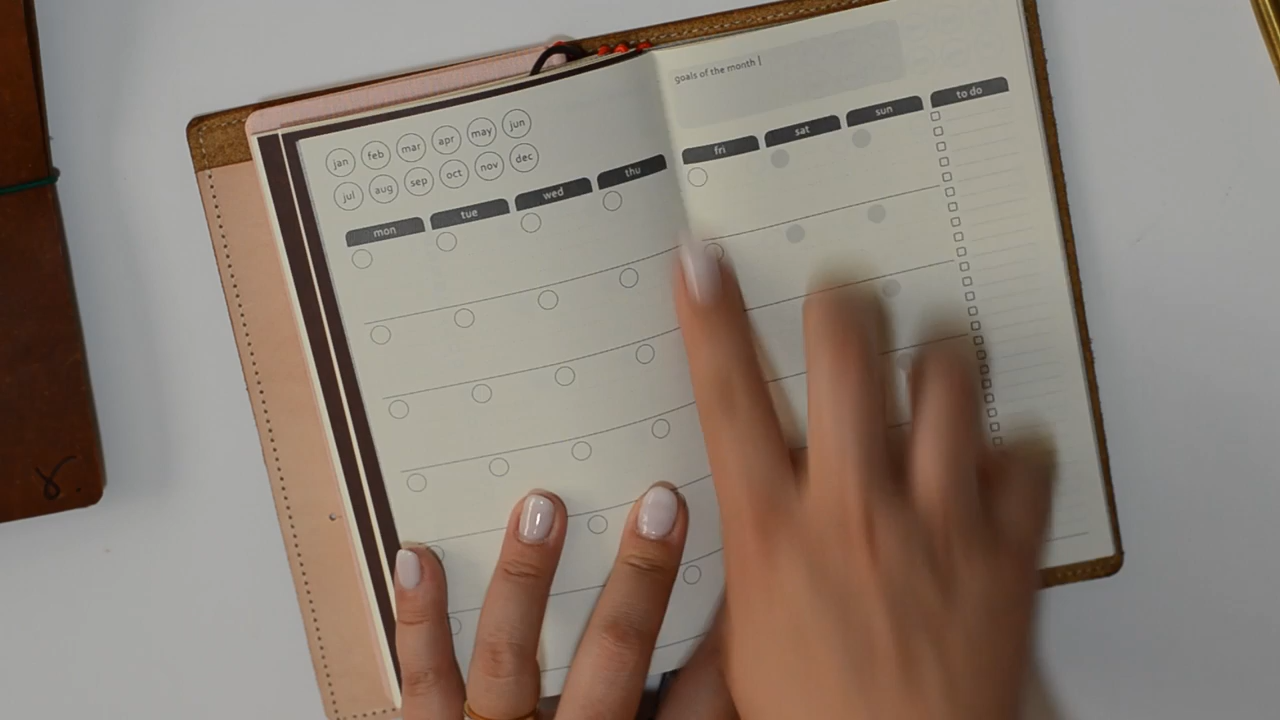 goals of the month |
jan feb mar apr may jun
jul aug sep oct nov dec
mon tue wed thu fri sat sun to do